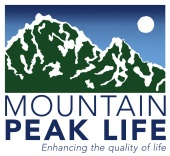 MOUNTAIN
PEAK LIFE
Enhancing the quality of life